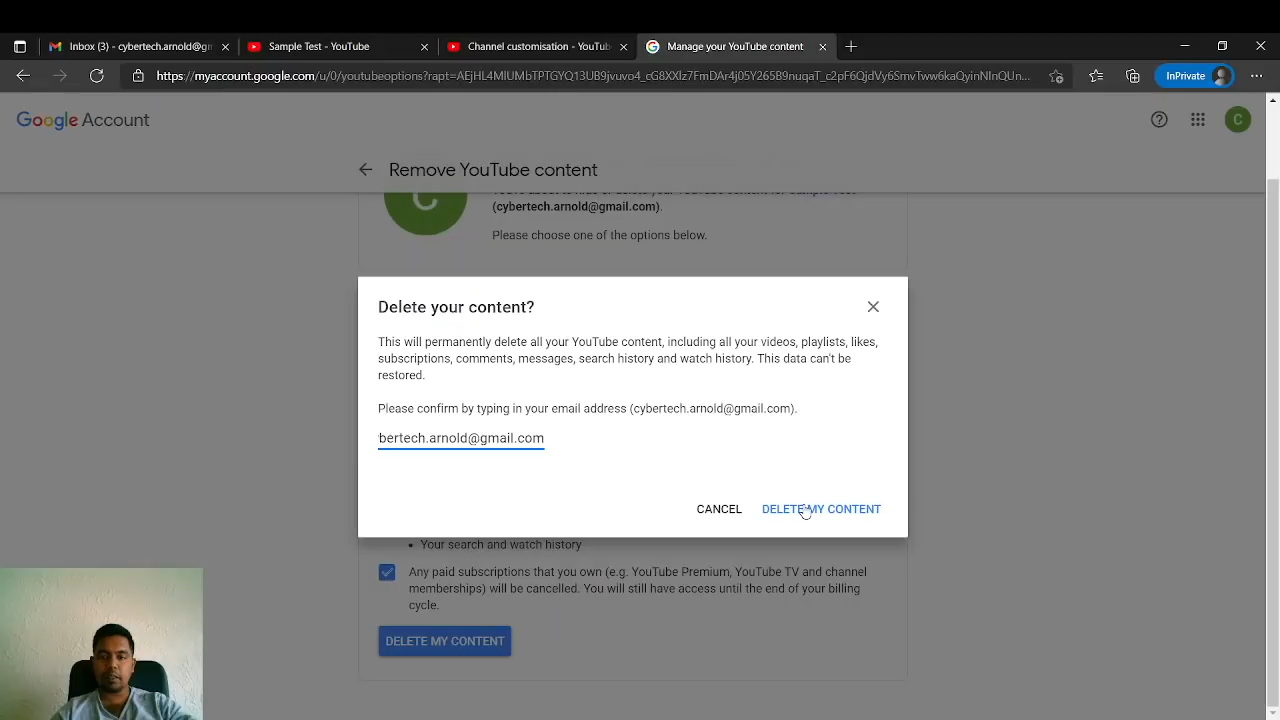 Inbox (3) - cybertech.arnold@gm
Sample Test - YouTube
Channel customisation - YouTub
Manage your YouTube content
https://myaccount.google.com/u/0/youtubeoptions?rapt=AEjHL4MIUMbTPTGYQ13UB9jvuvo4_cG8XXlz7FmDAr4j05Y265B9nuqaT_c2pF6QjdVy6SmvTww6kaQyinNInQUn...
InPrivate
Google Account
C
Remove YouTube content
(cybertech.arnold@gmail.com).
Please choose one of the options below.
Delete your content?
This will permanently delete all your YouTube content, including all your videos, playlists, likes,
subscriptions, comments, messages, search history and watch history. This data can't be
restored.
Please confirm by typing in your email address (cybertech.arnold@gmail.com).
bertech.arnold@gmail.com
CANCEL
DELETE MY CONTENT
• Your search and watch history
Any paid subscriptions that you own (e.g. YouTube Premium, YouTube TV and channel
memberships) will be cancelled. You will still have access until the end of your billing
cycle.
DELETE MY CONTENT